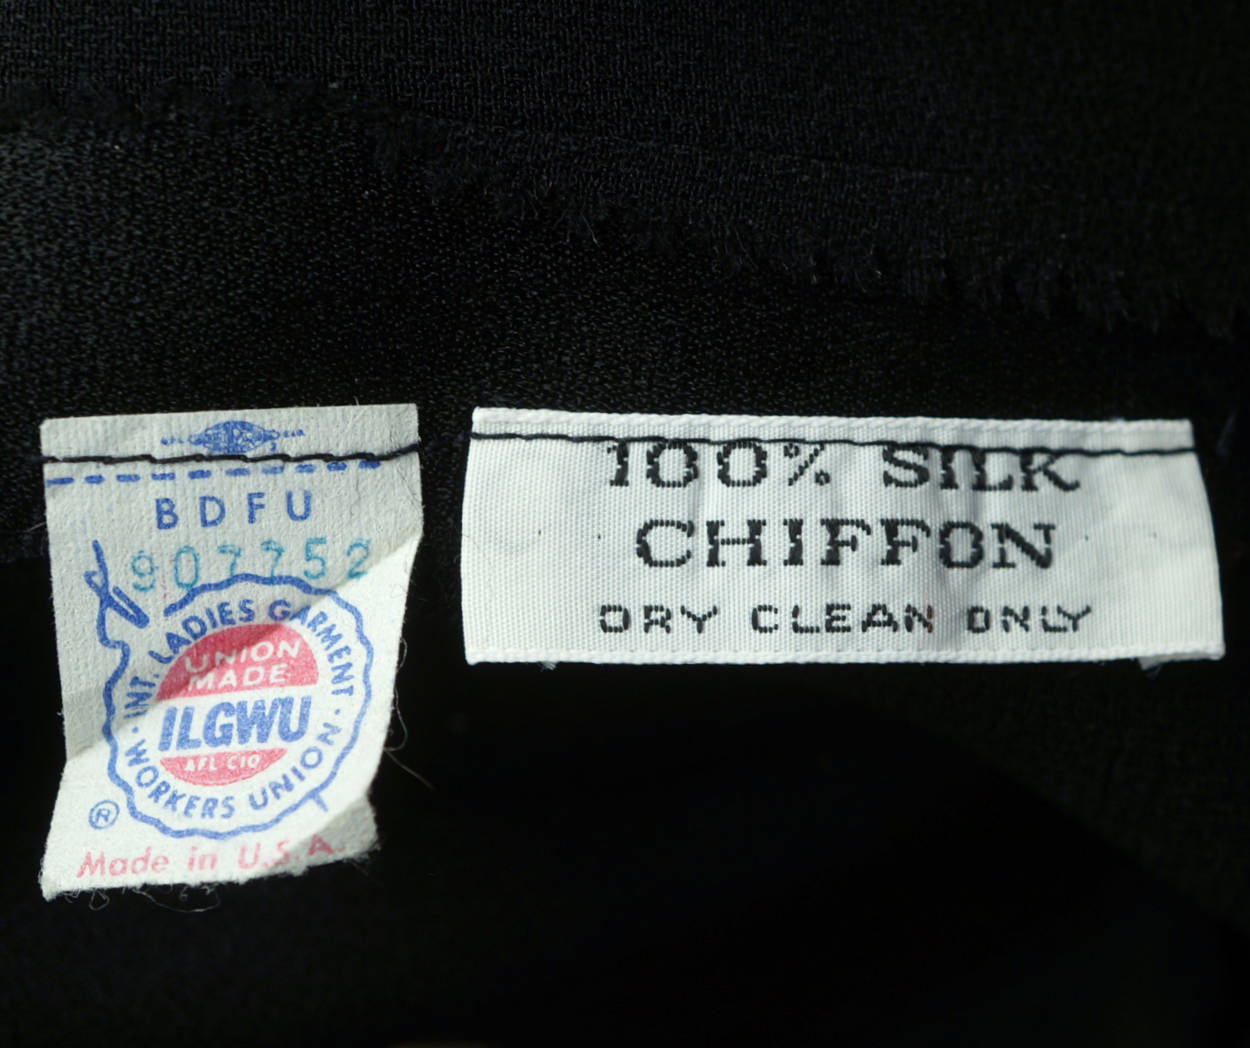 BDFU
907752
INT. LADIES GARMENT WORKERS UNION
UNION
MADE
ILGWU
AFL CIO
®
Made in U.S.A.
100% SILK
CHIFFON
DRY CLEAN ONLY